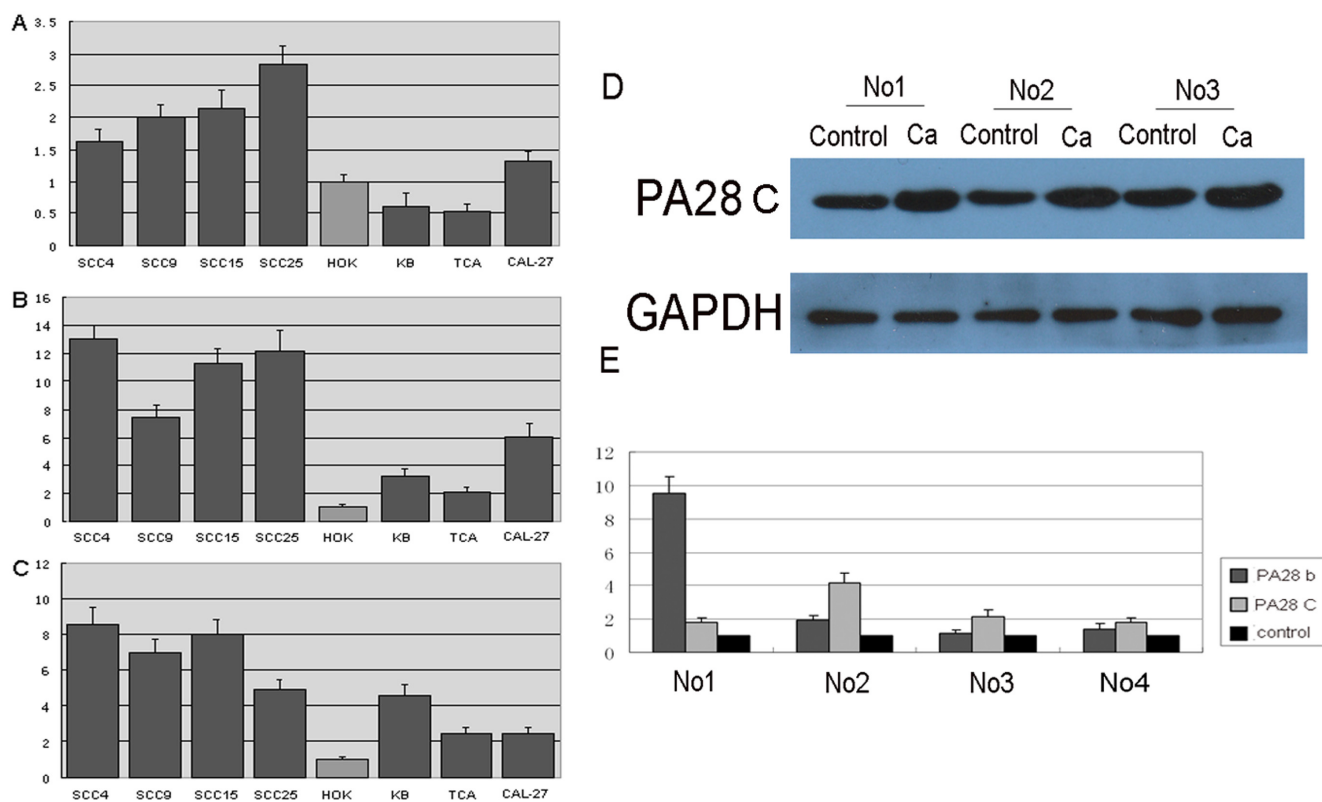 A
3.5
3
2.5
2
1.5
1
0.5
0
SCC4 SCC9 SCC15 SCC25 HOK KB TCA CAL-27
B
16
14
12
10
8
6
4
2
0
SCC4 SCC9 SCC15 SCC25 HOK KB TCA CAL-27
C
12
10
8
6
4
2
0
SCC4 SCC9 SCC15 SCC25 HOK KB TCA CAL-27
D
No1 No2 No3
Control Ca Control Ca Control Ca
PA28 C
GAPDH
E
12
10
8
6
4
2
0
No1 No2 No3 No4
PA28 b
PA28 C
control